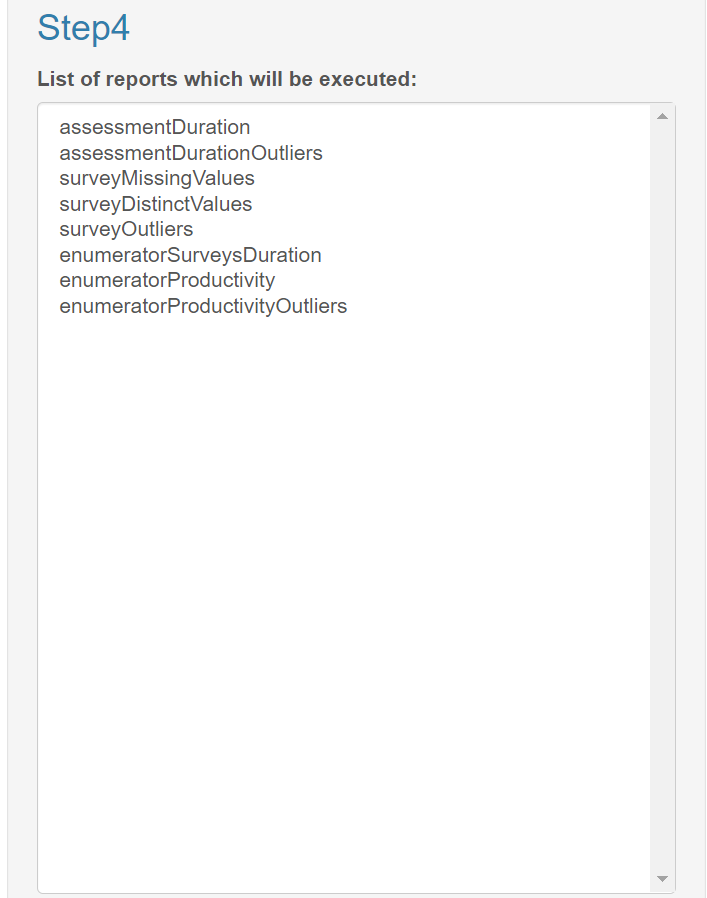 Step4
List of reports which will be executed:
assessmentDuration
assessmentDurationOutliers
surveyMissingValues
surveyDistinctValues
surveyOutliers
enumeratorSurveysDuration
enumeratorProductivity
enumeratorProductivityOutliers